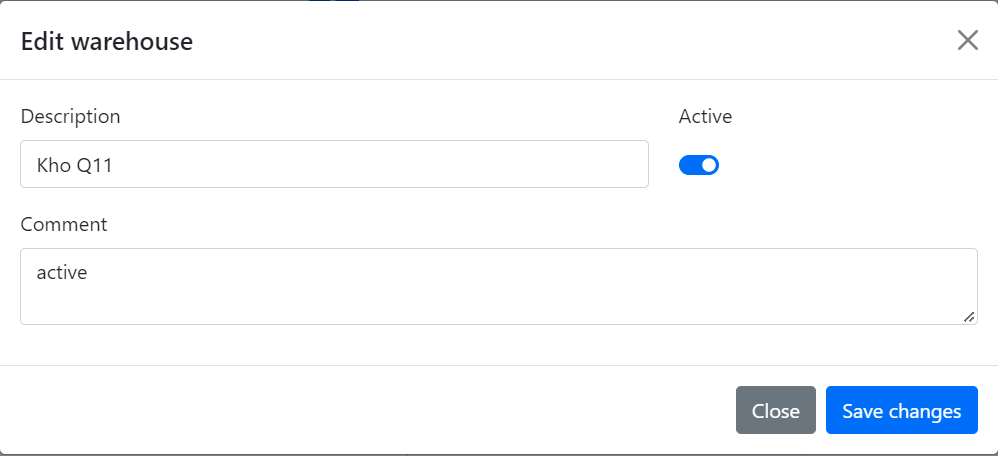 Edit warehouse
Description
Active
Kho Q11
Comment
active
Close
Save changes